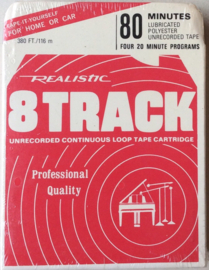 TAPE IT YOURSELF
FOR HOME OR CAR
380 FT./116 m
80 MINUTES
LUBRICATED
POLYESTER
UNRECORDED TAPE
FOUR 20 MINUTE PROGRAMS
REALISTIC
8 TRACK
UNRECORDED CONTINUOUS LOOP TAPE CARTRIDGE
Professional
Quality